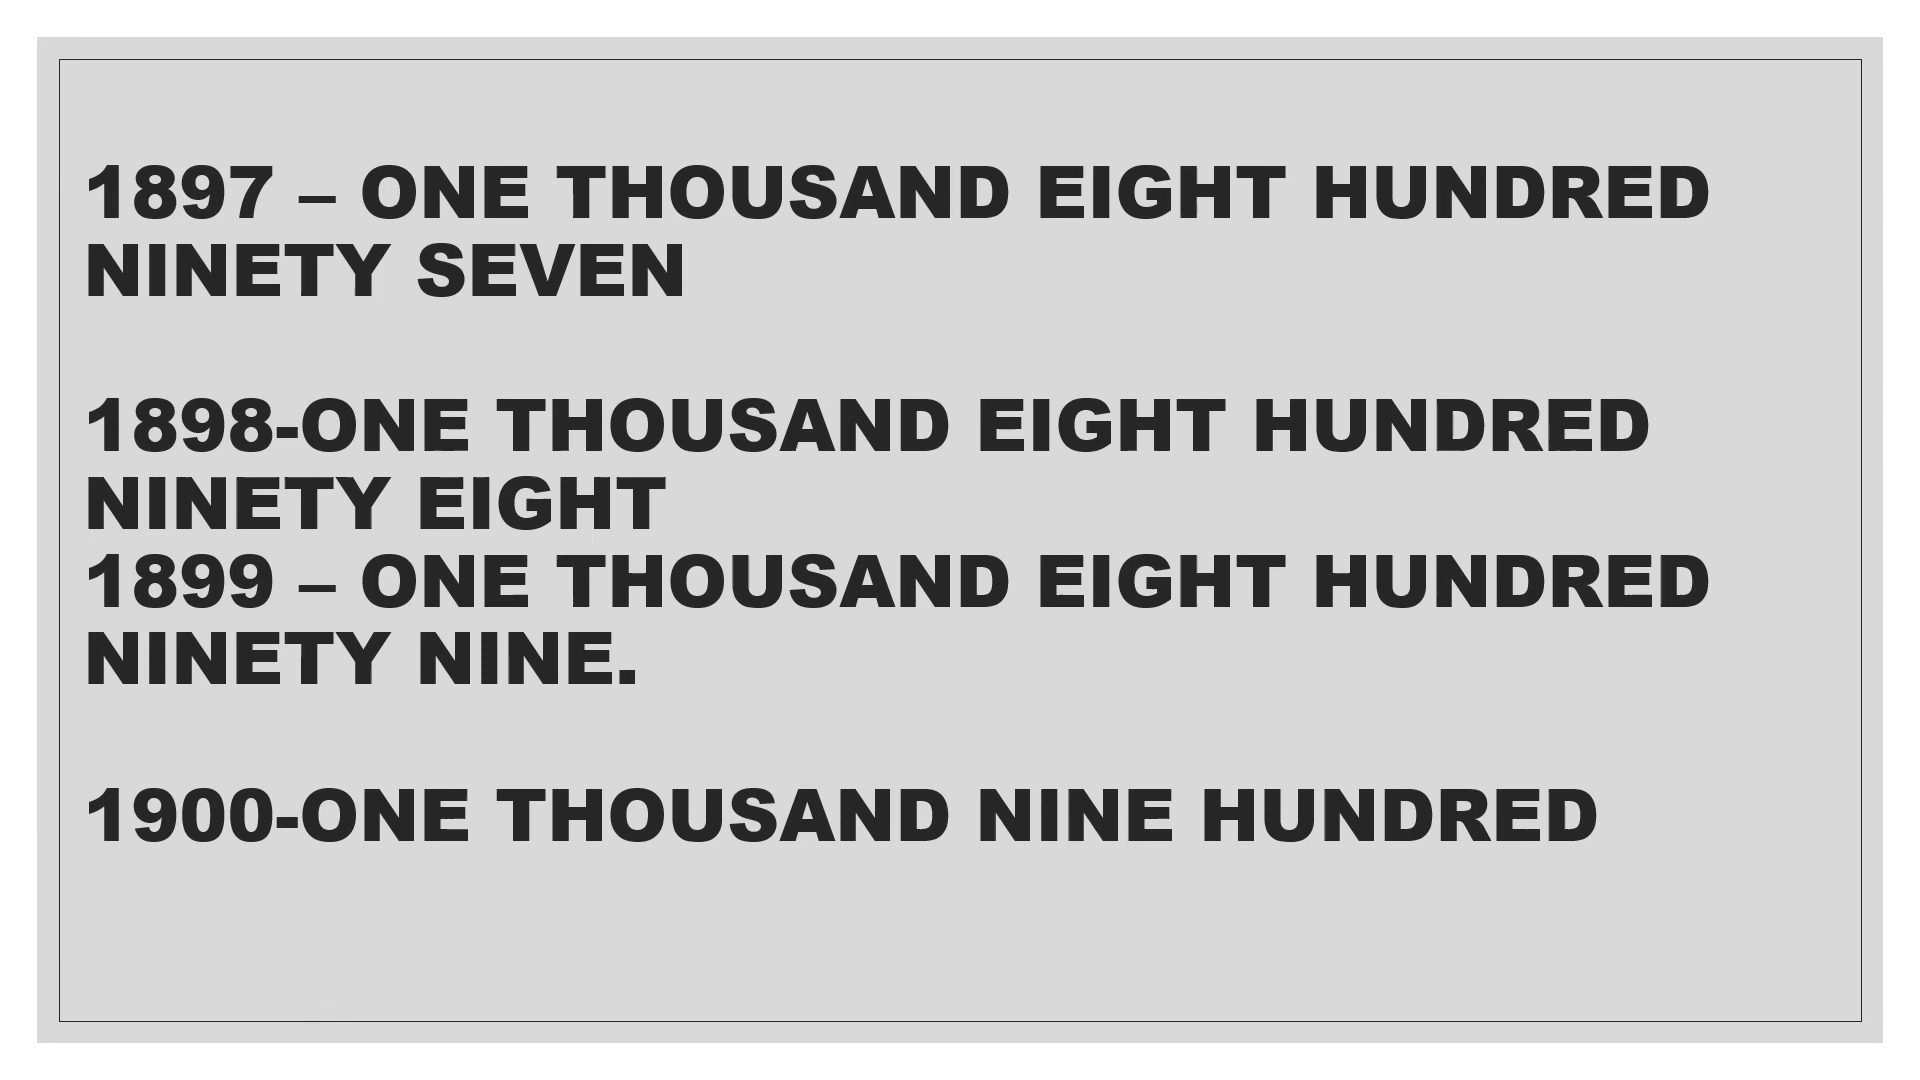 1897 – ONE THOUSAND EIGHT HUNDRED
NINETY SEVEN
1898-ONE THOUSAND EIGHT HUNDRED
NINETY EIGHT
1899 – ONE THOUSAND EIGHT HUNDRED
NINETY NINE.
1900-ONE THOUSAND NINE HUNDRED